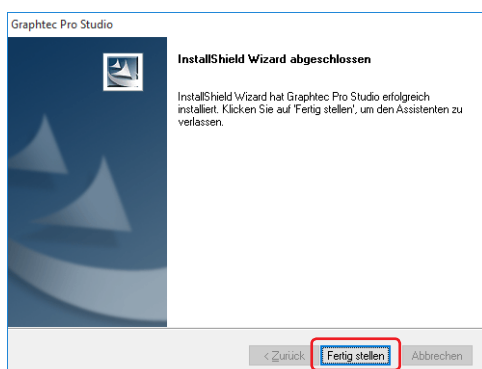 Graphtec Pro Studio
InstallShield Wizard abgeschlossen
InstallShield Wizard hat Graphtec Pro Studio erfolgreich
installiert. Klicken Sie auf 'Fertig stellen', um den Assistenten zu
verlassen.
< Zurück Fertig stellen Abbrechen